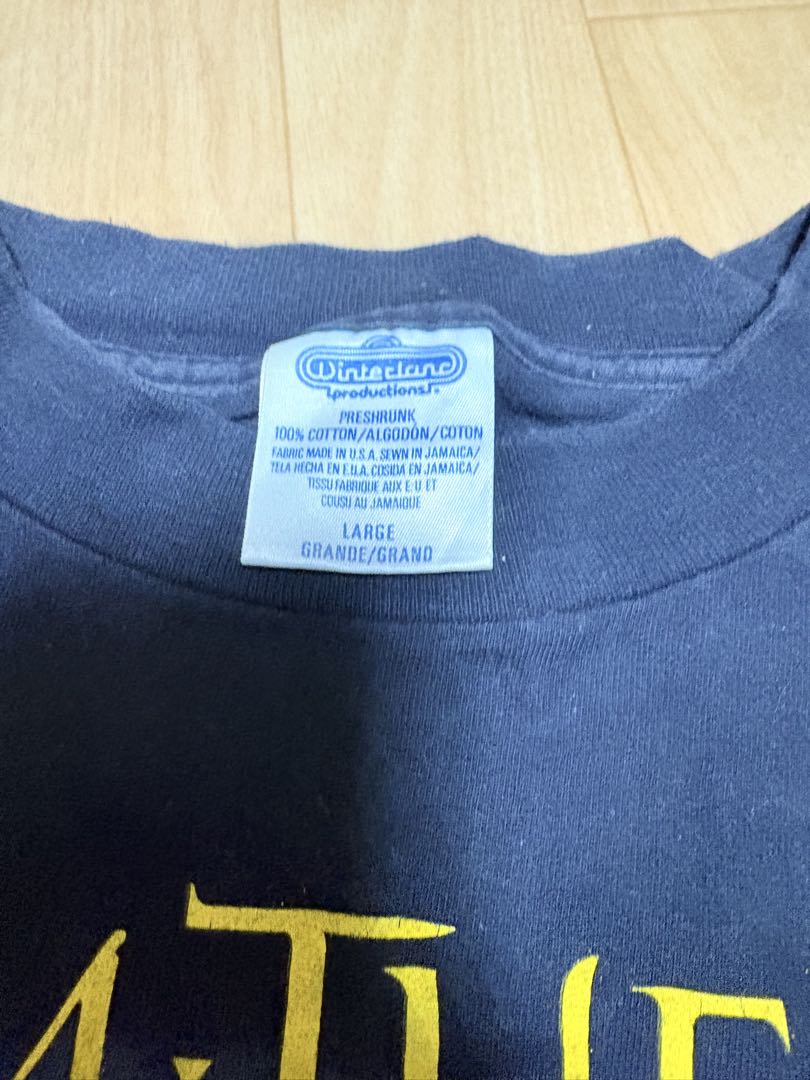 Winterland
productions.
PRESHRUNK
100% COTTON/ALGODÓN/COTON
FABRIC MADE IN U.S.A. SEWN IN JAMAICA/
TELA HECHA EN E.U.A. COSIDA EN JAMAICA/
TISSU FABRIQUE AUX E.U. ET
COUSU AU JAMAIQUE
LARGE
GRANDE/GRAND